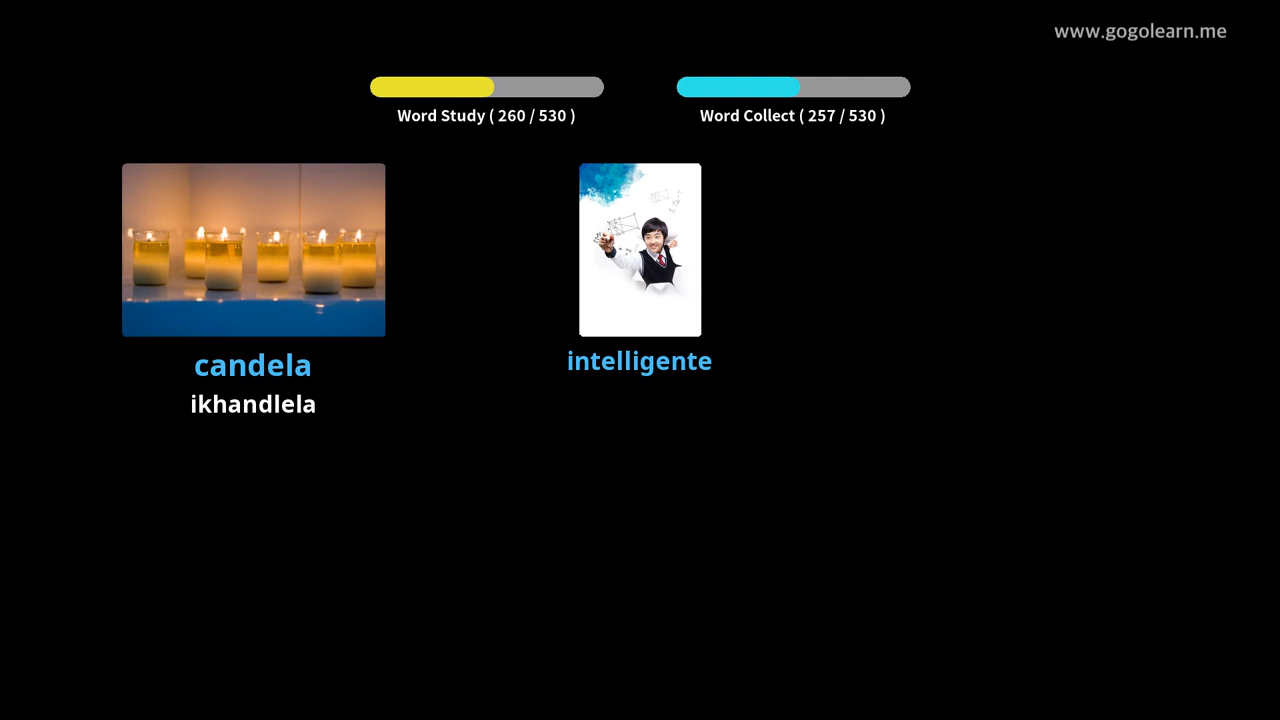 www.gogolearn.me
Word Study ( 260 / 530 )
Word Collect ( 257 / 530 )
candela
ikhandlela
intelligente